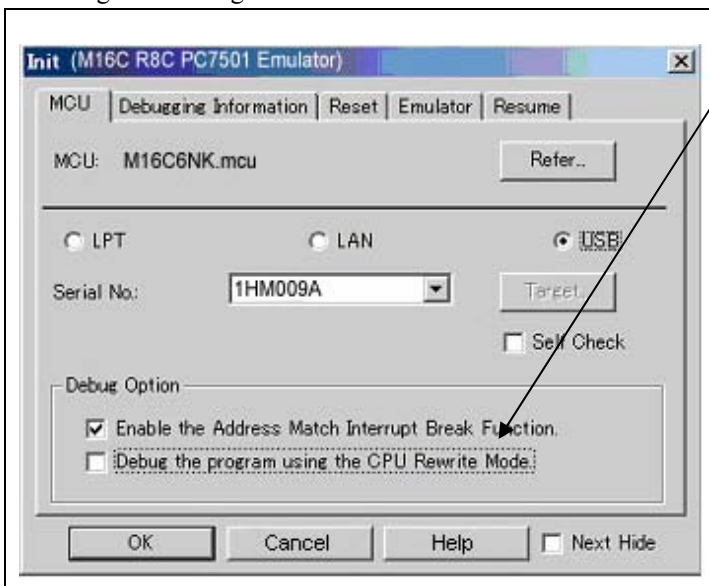 Init (M16C R8C PC7501 Emulator)
MCU Debugging Information Reset Emulator Resume
MCU: M16C6NK.mcu Refer..
LPT LAN USB
Serial No.: 1HM009A Target..
Self Check
Debug Option
Enable the Address Match Interrupt Break Function.
Debug the program using the CPU Rewrite Mode.
OK Cancel Help Next Hide